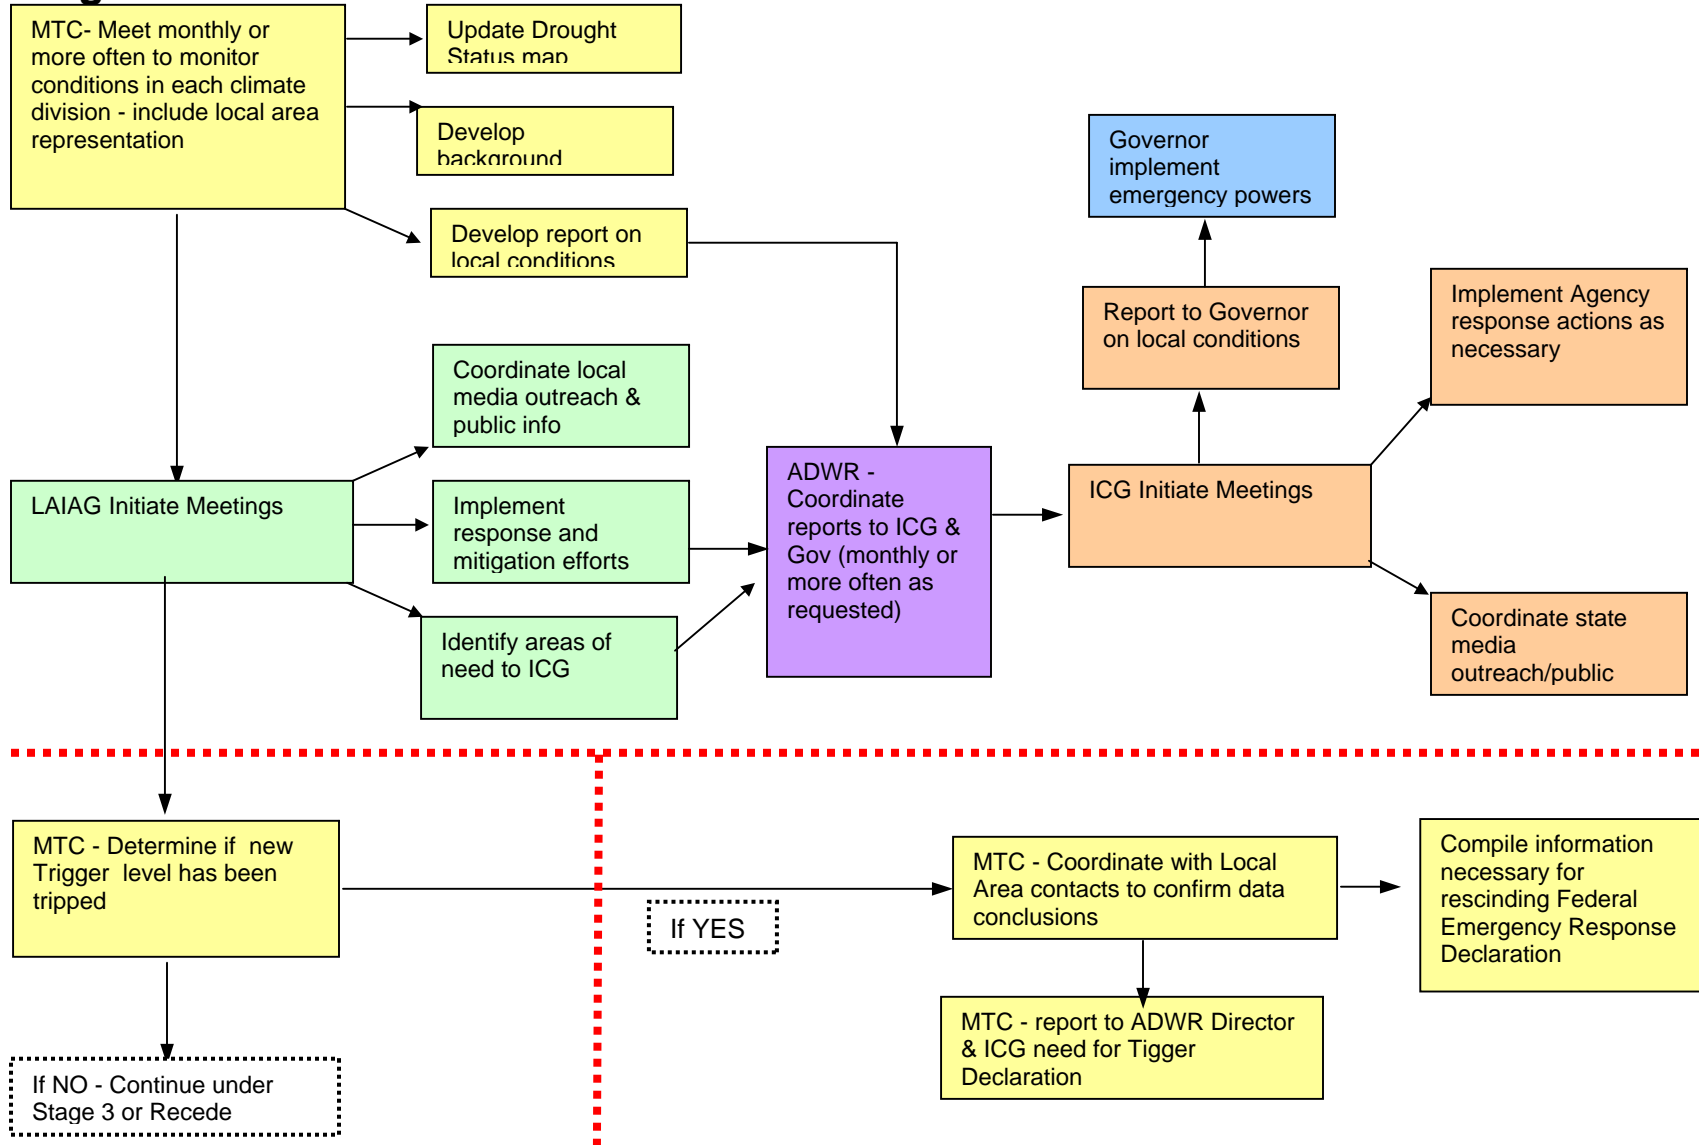 MTC- Meet monthly or
more often to monitor
conditions in each climate
division - include local area
representation
Update Drought
Status map
Develop
background
Develop report on
local conditions
Governor
implement
emergency powers
Report to Governor
on local conditions
Implement Agency
response actions as
necessary
Coordinate local
media outreach &
public info
LAIAG Initiate Meetings
Implement
response and
mitigation efforts
Identify areas of
need to ICG
ADWR -
Coordinate
reports to ICG &
Gov (monthly or
more often as
requested)
ICG Initiate Meetings
Coordinate state
media
outreach/public
MTC - Determine if new
Trigger level has been
tripped
If YES
MTC - Coordinate with Local
Area contacts to confirm data
conclusions
Compile information
necessary for
rescinding Federal
Emergency Response
Declaration
MTC - report to ADWR Director
& ICG need for Tigger
Declaration
If NO - Continue under
Stage 3 or Recede